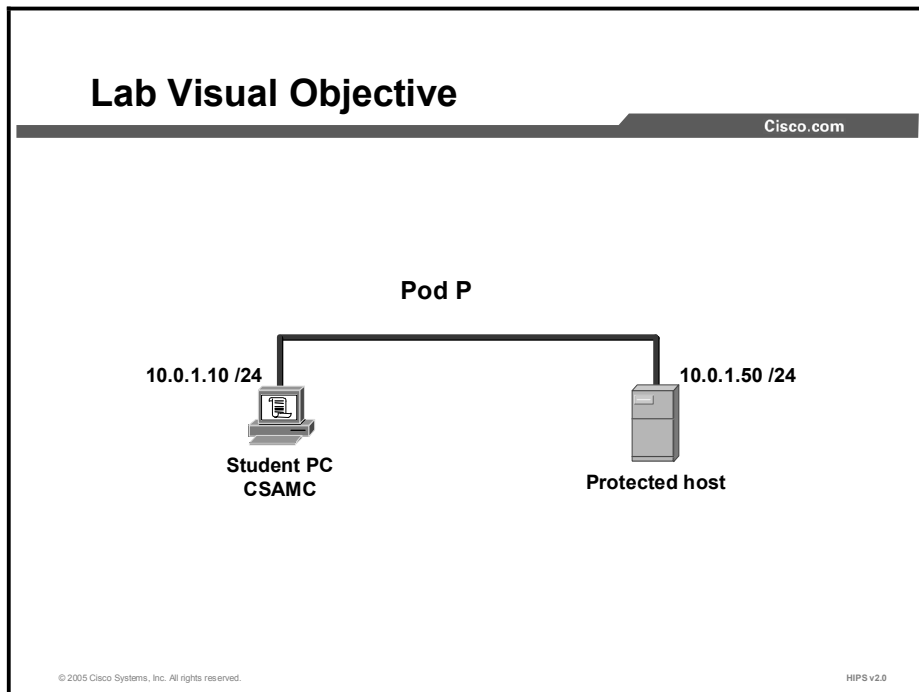 Lab Visual Objective
Cisco.com
Pod P
10.0.1.10 /24
10.0.1.50 /24
Student PC
CSAMC
Protected host
© 2005 Cisco Systems, Inc. All rights reserved.
HIPS v2.0